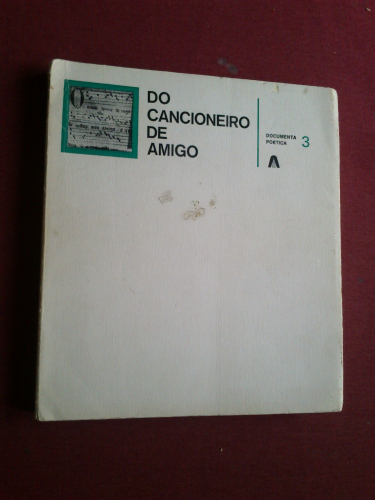 DO
CANCIONEIRO
DE
AMIGO
DOCUMENTA
POETICA 3